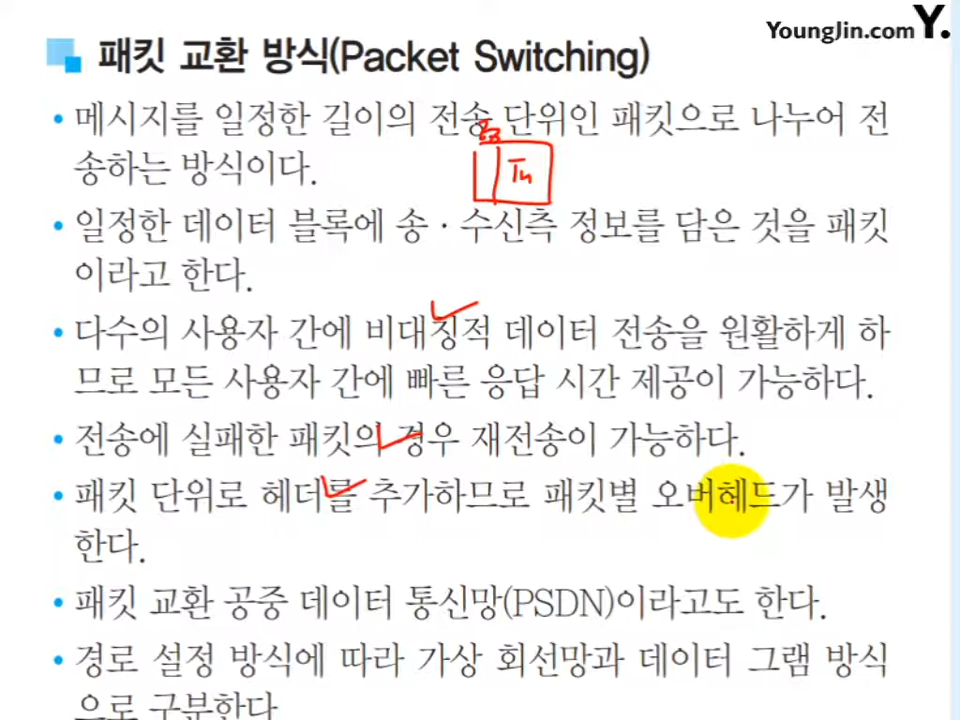 YoungJin.com Y.
패킷 교환 방식(Packet Switching)
• 메시지를 일정한 길이의 전송 단위인 패킷으로 나누어 전
송하는 방식이다.
• 일정한 데이터 블록에 송·수신측 정보를 담은 것을 패킷
이라고 한다.
• 다수의 사용자 간에 비대칭적 데이터 전송을 원활하게 하
므로 모든 사용자 간에 빠른 응답 시간 제공이 가능하다.
• 전송에 실패한 패킷의 경우 재전송이 가능하다.
• 패킷 단위로 헤더를 추가하므로 패킷별 오버헤드가 발생
한다.
• 패킷 교환 공중 데이터 통신망(PSDN)이라고도 한다.
• 경로 설정 방식에 따라 가상 회선망과 데이터 그램 방식
으로 구분한다